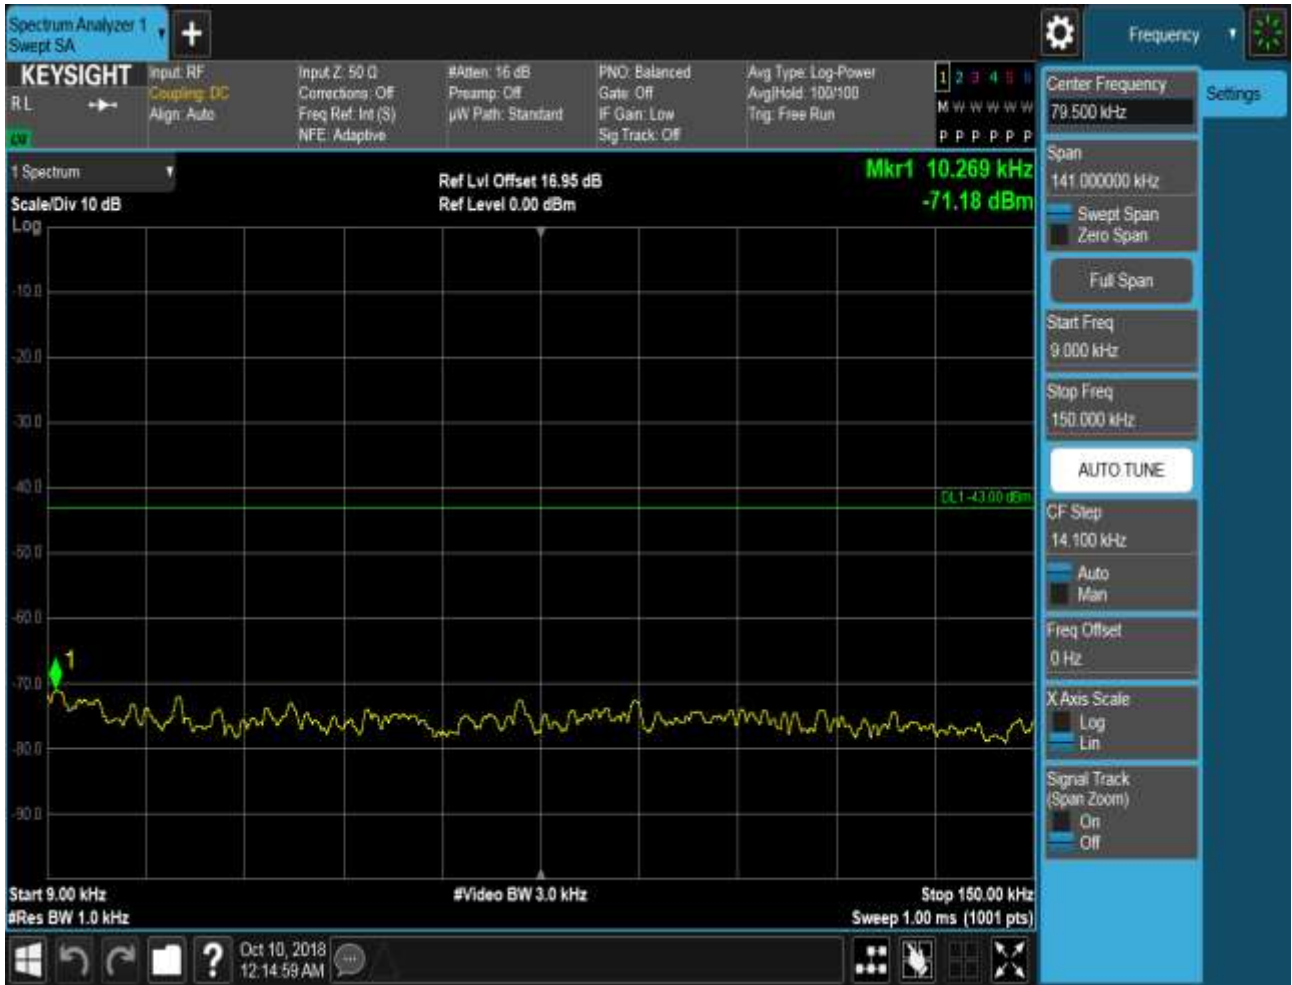 Spectrum Analyzer 1
Swept SA
+
Frequency
KEYSIGHT
RL
LXI
Input: RF
Coupling: DC
Align: Auto
Input Z: 50 Ω
Corrections: Off
Freq Ref: Int (S)
NFE: Adaptive
#Atten: 16 dB
Preamp: Off
µW Path: Standard
PNO: Balanced
Gate: Off
IF Gain: Low
Sig Track: Off
Avg Type: Log-Power
Avg|Hold: 100/100
Trig: Free Run
1 2 3 4 5 6
M W W W W W
P P P P P P
1 Spectrum
Scale/Div 10 dB
Log
Ref Lvl Offset 16.95 dB
Ref Level 0.00 dBm
Mkr1 10.269 kHz
-71.18 dBm
-10.0
-20.0
-30.0
-40.0
DL1 -43.00 dBm
-50.0
-60.0
1
-70.0
-80.0
-90.0
Start 9.00 kHz
#Res BW 1.0 kHz
#Video BW 3.0 kHz
Stop 150.00 kHz
Sweep 1.00 ms (1001 pts)
Center Frequency
79.500 kHz
Settings
Span
141.000000 kHz
Swept Span
Zero Span
Full Span
Start Freq
9.000 kHz
Stop Freq
150.000 kHz
AUTO TUNE
CF Step
14.100 kHz
Auto
Man
Freq Offset
0 Hz
X Axis Scale
Log
Lin
Signal Track
(Span Zoom)
On
Off
?
Oct 10, 2018
12:14:59 AM